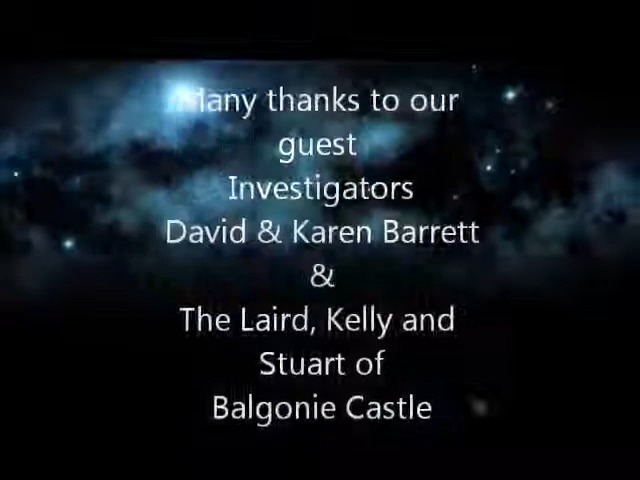 Many thanks to our
guest
Investigators
David & Karen Barrett
&
The Laird, Kelly and
Stuart of
Balgonie Castle